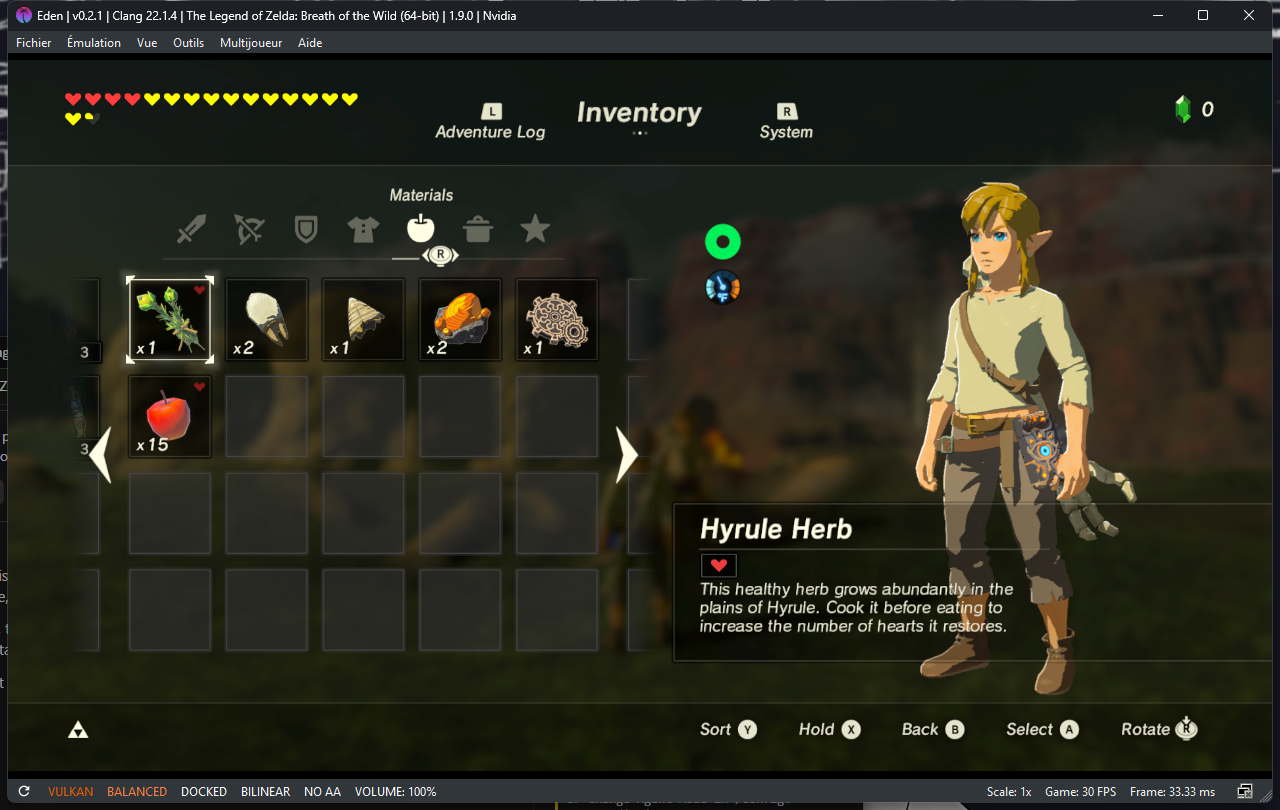 Eden | v0.2.1 | Clang 22.1.4 | The Legend of Zelda: Breath of the Wild (64-bit) | 1.9.0 | Nvidia
Fichier Émulation Vue Outils Multijoueur Aide
L Inventory R 0
Adventure Log System
Materials
R
°F
3 x1 x2 x1 x2 x1
3 x15
Hyrule Herb
This healthy herb grows abundantly in the
plains of Hyrule. Cook it before eating to
increase the number of hearts it restores.
Sort Y Hold X Back B Select A Rotate R
VULKAN BALANCED DOCKED BILINEAR NO AA VOLUME: 100% Scale: 1x Game: 30 FPS Frame: 33.33 ms